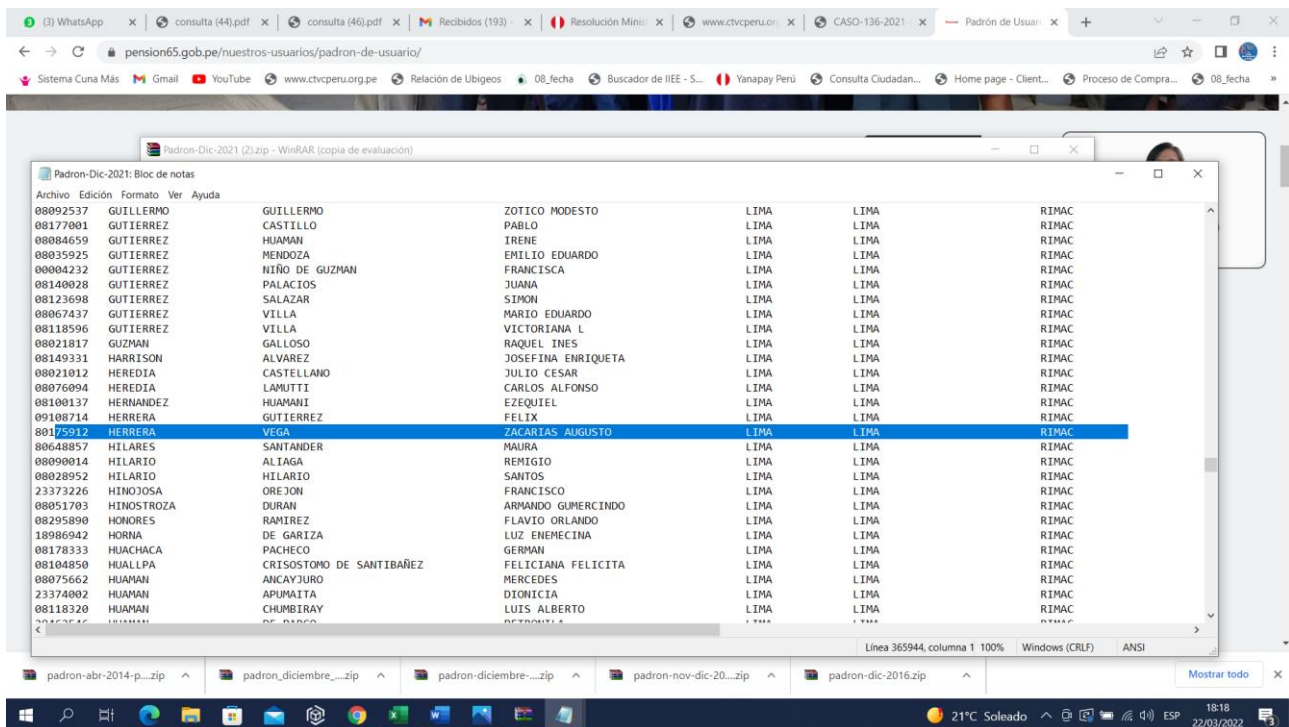 (3) WhatsApp consulta (44).pdf consulta (46).pdf Recibidos (193) - Resolución Minis www.ctvcperu.or CASO-136-2021- Padrón de Usuari
pension65.gob.pe/nuestros-usuarios/padron-de-usuario/
Sistema Cuna Más Gmail YouTube www.ctvcperu.org.pe Relación de Ubigeos 08_fecha Buscador de IIEE - S... Yanapay Perú Consulta Ciudadan... Home page - Client... Proceso de Compra... 08_fecha »
Padron-Dic-2021 (2).zip - WinRAR (copia de evaluación)
Padron-Dic-2021: Bloc de notas
Archivo Edición Formato Ver Ayuda
08092537 GUILLERMO GUILLERMO ZOTICO MODESTO LIMA LIMA RIMAC
08177001 GUTIERREZ CASTILLO PABLO LIMA LIMA RIMAC
08084659 GUTIERREZ HUAMAN IRENE LIMA LIMA RIMAC
08035925 GUTIERREZ MENDOZA EMILIO EDUARDO LIMA LIMA RIMAC
00004232 GUTIERREZ NIÑO DE GUZMAN FRANCISCA LIMA LIMA RIMAC
08140028 GUTIERREZ PALACIOS JUANA LIMA LIMA RIMAC
08123698 GUTIERREZ SALAZAR SIMON LIMA LIMA RIMAC
08067437 GUTIERREZ VILLA MARIO EDUARDO LIMA LIMA RIMAC
08118596 GUTIERREZ VILLA VICTORIANA L LIMA LIMA RIMAC
08021817 GUZMAN GALLOSO RAQUEL INES LIMA LIMA RIMAC
08149331 HARRISON ALVAREZ JOSEFINA ENRIQUETA LIMA LIMA RIMAC
08021012 HEREDIA CASTELLANO JULIO CESAR LIMA LIMA RIMAC
08076094 HEREDIA LAMUTTI CARLOS ALFONSO LIMA LIMA RIMAC
08100137 HERNANDEZ HUAMANI EZEQUIEL LIMA LIMA RIMAC
09108714 HERRERA GUTIERREZ FELIX LIMA LIMA RIMAC
80175912 HERRERA VEGA ZACARIAS AUGUSTO LIMA LIMA RIMAC
80648857 HILARES SANTANDER MAURA LIMA LIMA RIMAC
08090014 HILARIO ALIAGA REMIGIO LIMA LIMA RIMAC
08028952 HILARIO HILARIO SANTOS LIMA LIMA RIMAC
23373226 HINOJOSA OREJON FRANCISCO LIMA LIMA RIMAC
08051703 HINOSTROZA DURAN ARMANDO GUMERCINDO LIMA LIMA RIMAC
08295890 HONORES RAMIREZ FLAVIO ORLANDO LIMA LIMA RIMAC
18986942 HORNA DE GARIZA LUZ ENEMECINA LIMA LIMA RIMAC
08178333 HUACHACA PACHECO GERMAN LIMA LIMA RIMAC
08104850 HUALLPA CRISOSTOMO DE SANTIBAÑEZ FELICIANA FELICITA LIMA LIMA RIMAC
08075662 HUAMAN ANCAYJURO MERCEDES LIMA LIMA RIMAC
23374002 HUAMAN APUMAITA DIONICIA LIMA LIMA RIMAC
08118320 HUAMAN CHUMBIRAY LUIS ALBERTO LIMA LIMA RIMAC
Línea 365944, columna 1 100% Windows (CRLF) ANSI
padron-abr-2014-p....zip padron_diciembre_....zip padron-diciembre-....zip padron-nov-dic-20....zip padron-dic-2016.zip Mostrar todo
21°C Soleado ESP 18:18
22/03/2022